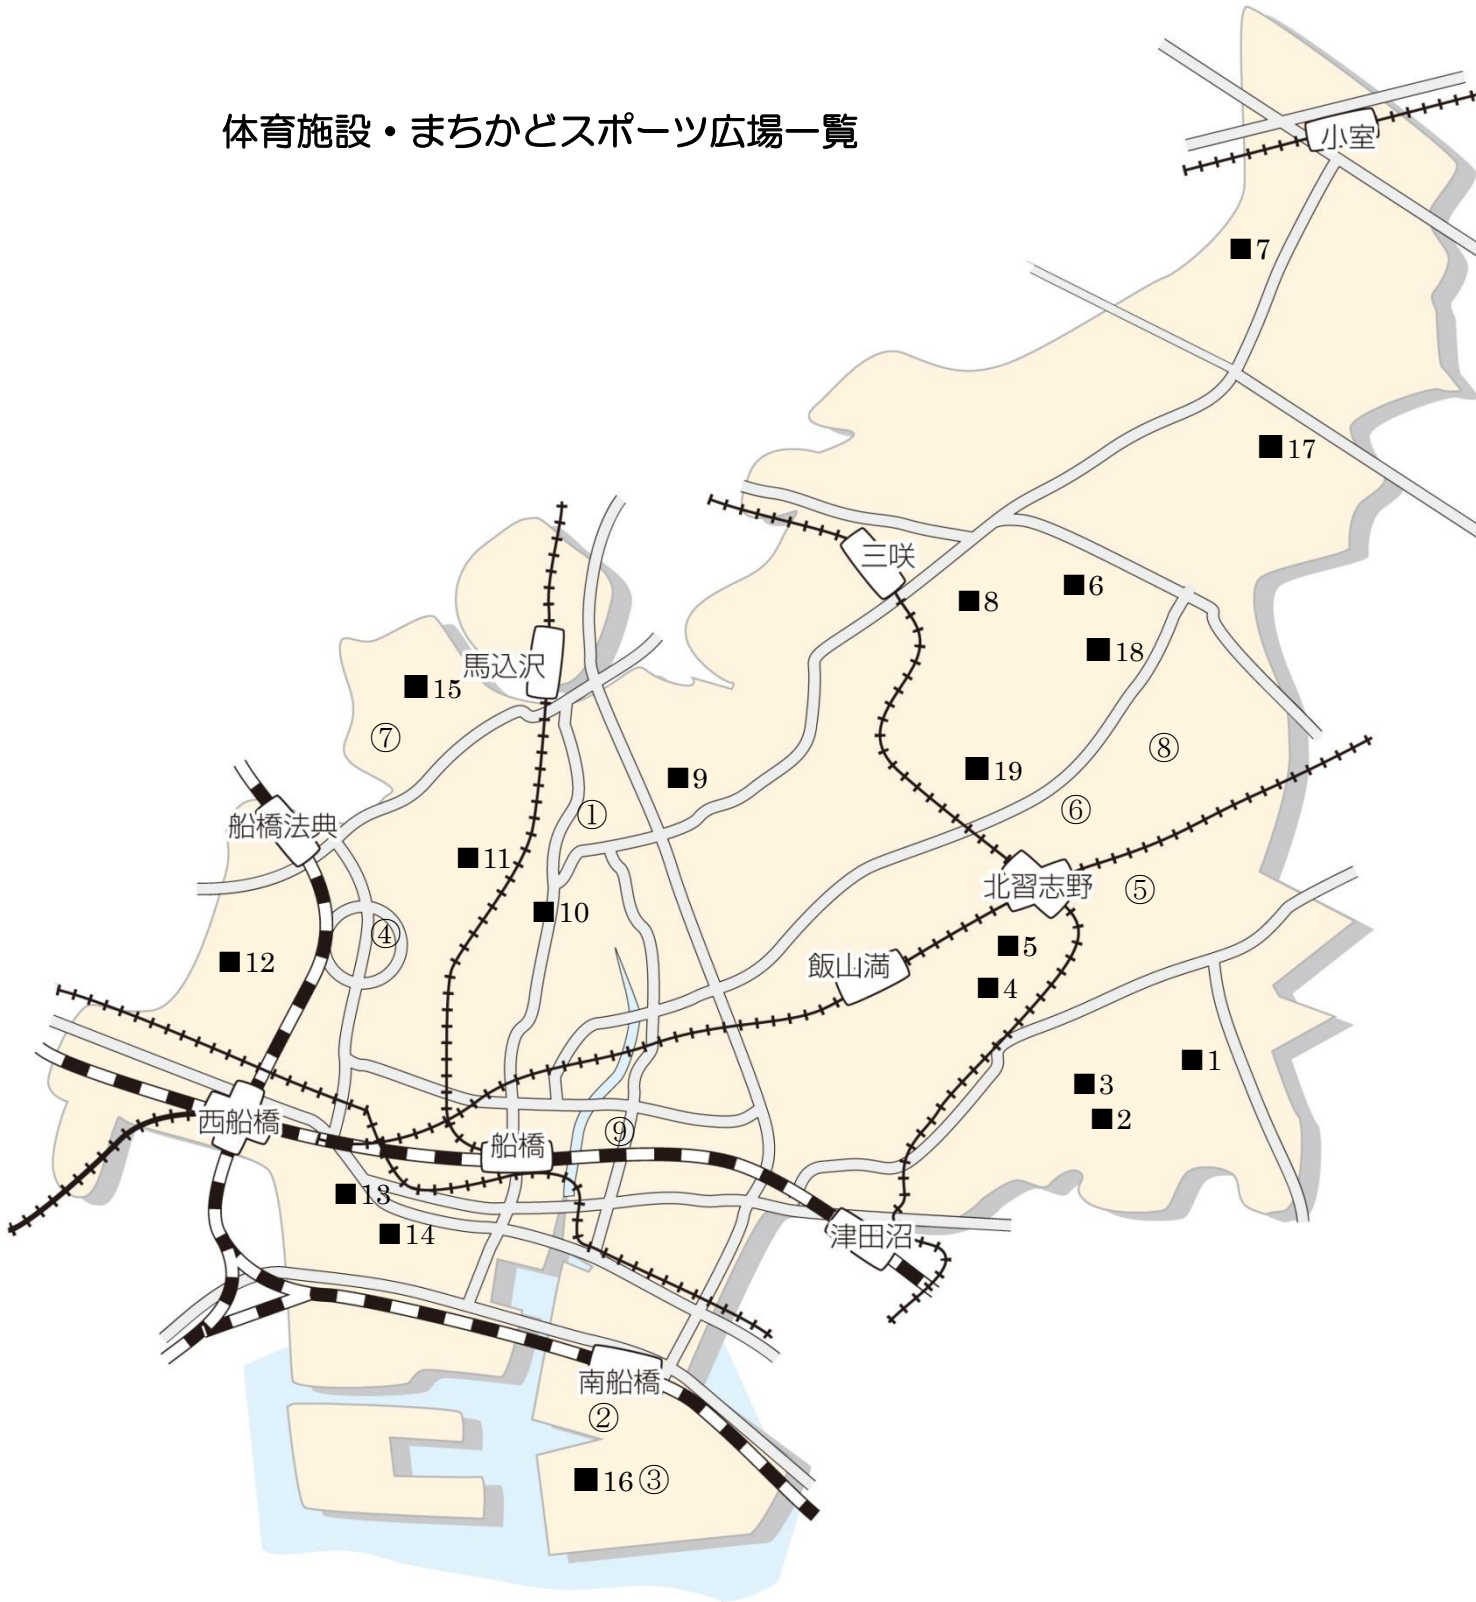 体育施設・まちかどスポーツ広場一覧
小室
■7
■17
三咲
■6
■8
■18
馬込沢
■15
⑦
⑧
■19
■9
⑥
①
船橋法典
■11
北習志野
⑤
■10
④
■5
■12
飯山満
■4
■1
■3
■2
西船橋
⑨
船橋
■13
■14
津田沼
南船橋
②
■16
③